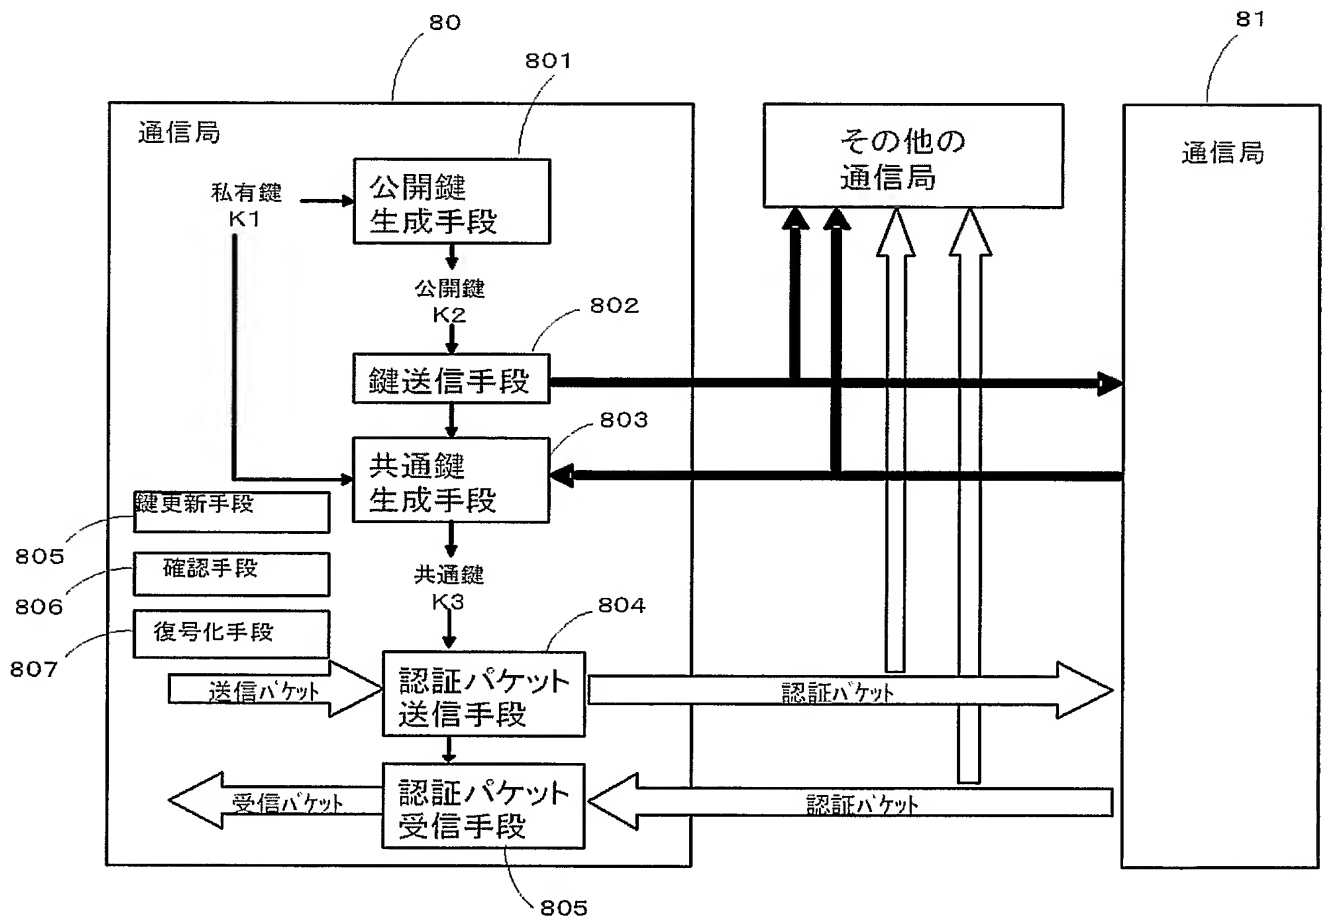 80
81
801
通信局
その他の
通信局
通信局
公開鍵
生成手段
私有鍵
K1
公開鍵
K2
802
鍵送信手段
803
共通鍵
生成手段
鍵更新手段
805
確認手段
806
共通鍵
K3
804
復号化手段
807
認証パケット
送信手段
送信パケット
認証パケット
認証パケット
受信手段
受信パケット
認証パケット
805